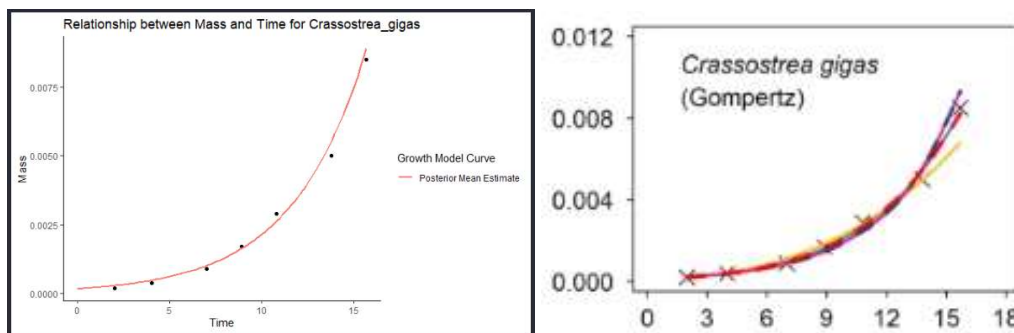 Relationship between Mass and Time for Crassostrea_gigas
Mass
0.0075
0.0050
0.0025
0.0000
0
5
10
15
Time
Growth Model Curve
Posterior Mean Estimate
0.012
0.008
0.004
0.000
Crassostrea gigas
(Gompertz)
0
3
6
9
12
15
18